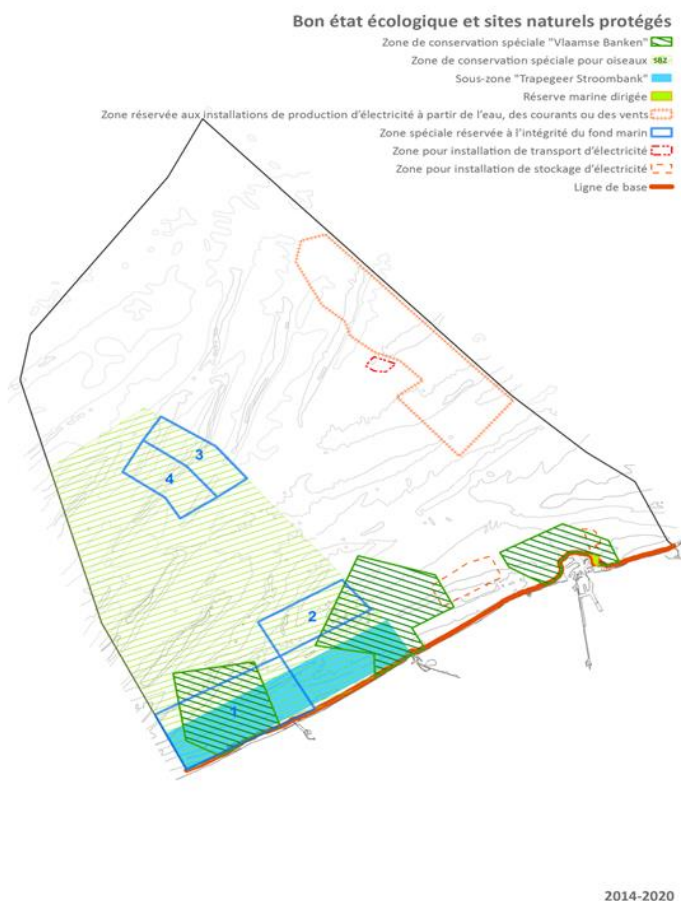 Bon état écologique et sites naturels protégés
Zone de conservation spéciale "Vlaamse Banken"
Zone de conservation spéciale pour oiseaux SBZ
Sous-zone "Trapegeer Stroombank"
Réserve marine dirigée
Zone réservée aux installations de production d'électricité à partir de l'eau, des courants ou des vents
Zone spéciale réservée à l'intégrité du fond marin
Zone pour installation de transport d'électricité
Zone pour installation de stockage d'électricité
Ligne de base
3
4
2
1
2014-2020